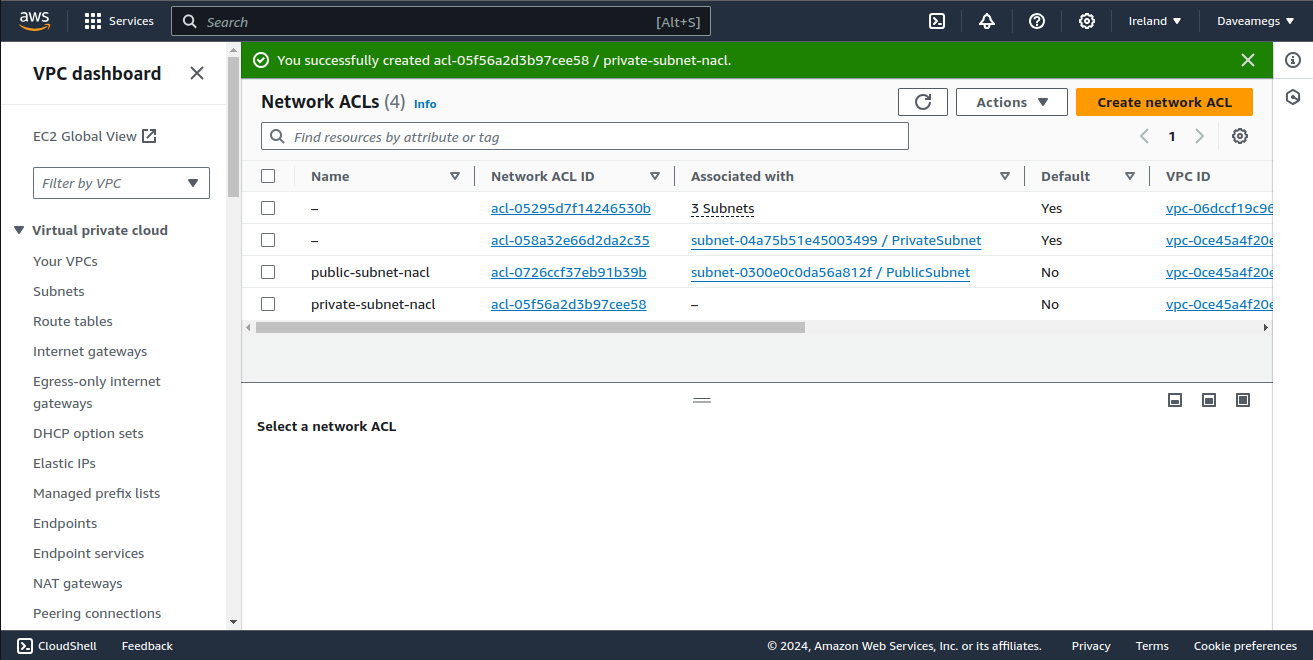 aws Services Search [Alt+S] Ireland Daveamegs
VPC dashboard
EC2 Global View
Filter by VPC
Virtual private cloud
Your VPCs
Subnets
Route tables
Internet gateways
Egress-only internet
gateways
DHCP option sets
Elastic IPs
Managed prefix lists
Endpoints
Endpoint services
NAT gateways
Peering connections
You successfully created acl-05f56a2d3b97cee58 / private-subnet-nacl.
Network ACLs (4) Info Actions Create network ACL
Find resources by attribute or tag 1
Name Network ACL ID Associated with Default VPC ID
– acl-05295d7f14246530b 3 Subnets Yes vpc-06dccf19c96
– acl-058a32e66d2da2c35 subnet-04a75b51e45003499 / PrivateSubnet Yes vpc-0ce45a4f20e
public-subnet-nacl acl-0726ccf37eb91b39b subnet-0300e0c0da56a812f / PublicSubnet No vpc-0ce45a4f20e
private-subnet-nacl acl-05f56a2d3b97cee58 – No vpc-0ce45a4f20e
Select a network ACL
CloudShell Feedback © 2024, Amazon Web Services, Inc. or its affiliates. Privacy Terms Cookie preferences